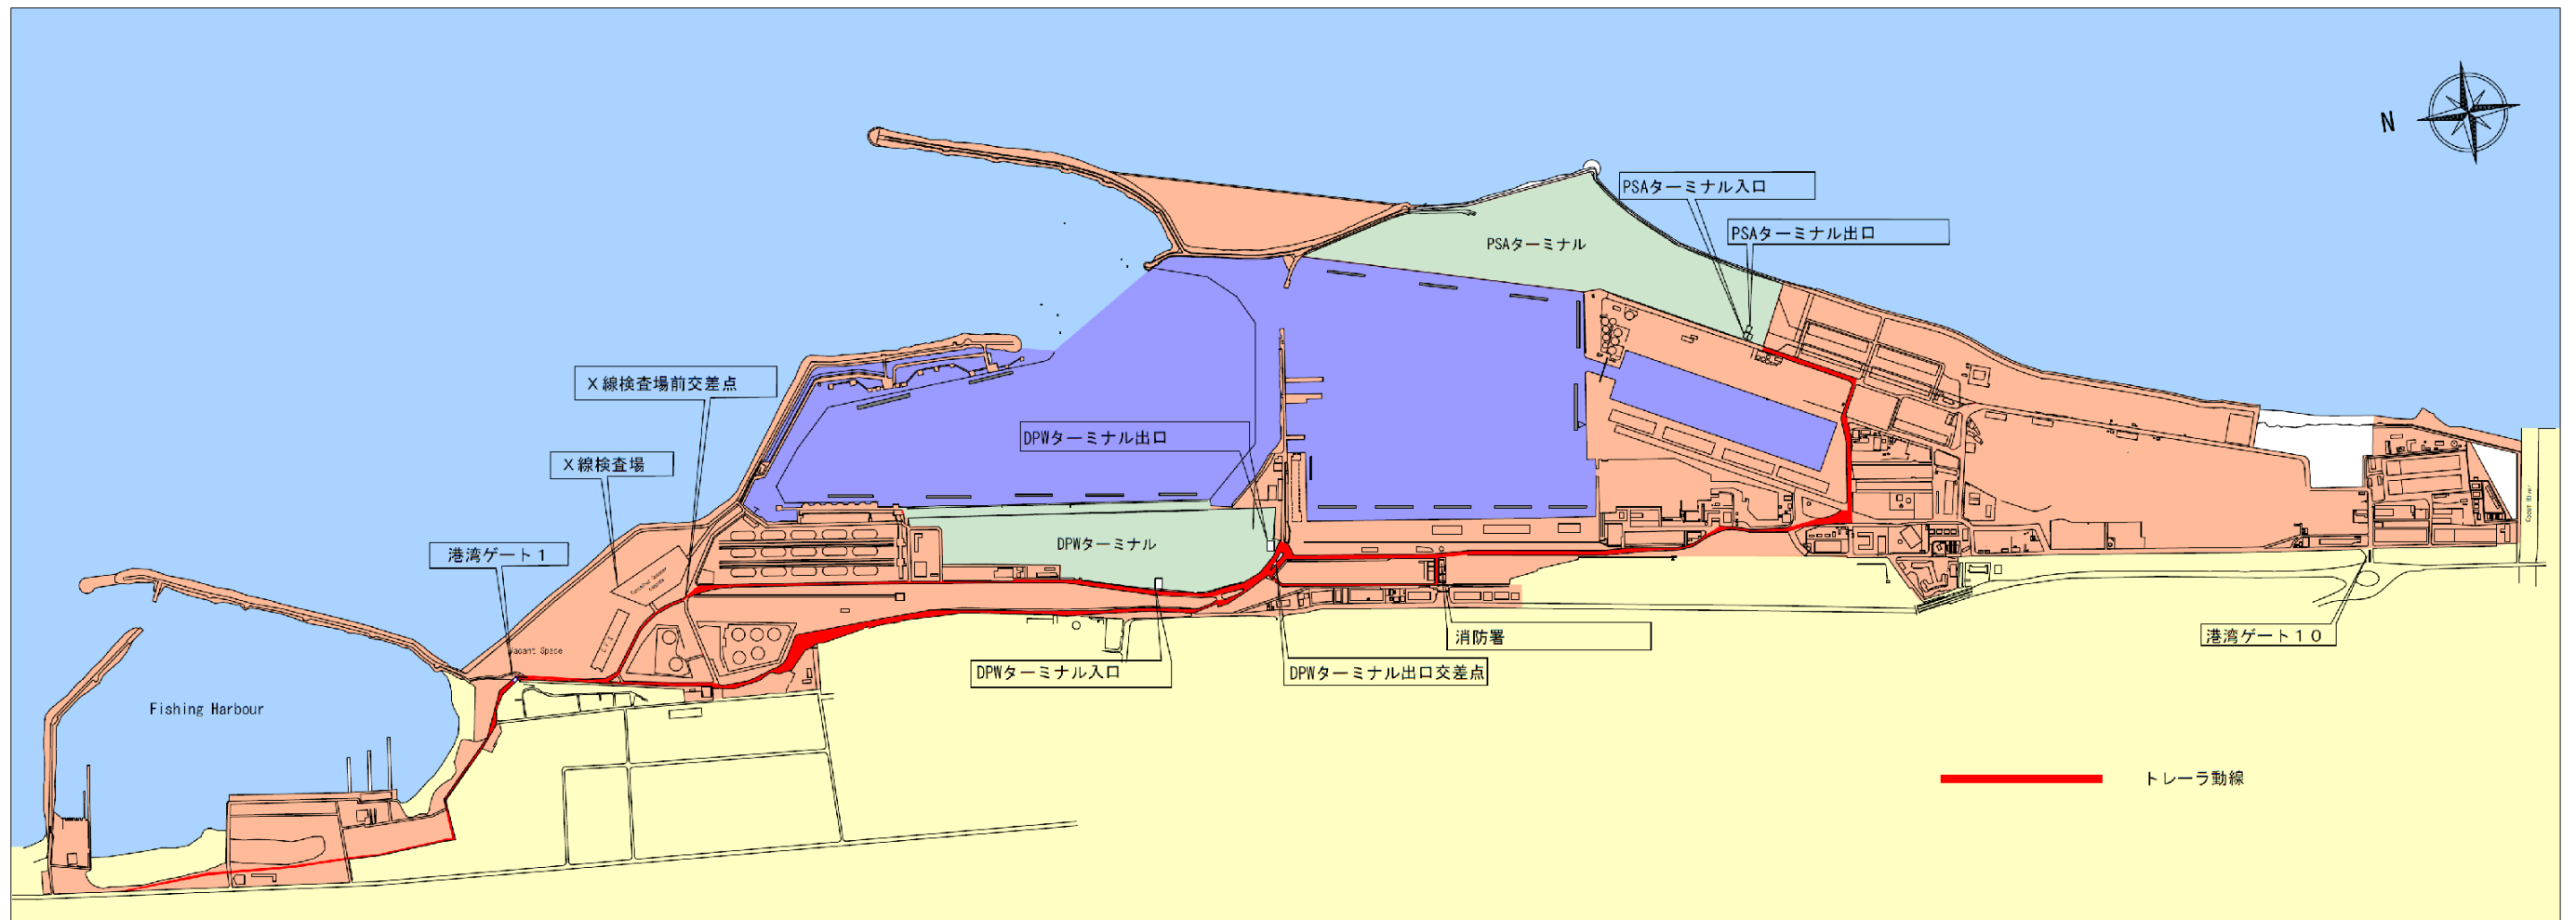 N
PSAターミナル入口
PSAターミナル出口
PSAターミナル
X線検査場前交差点
DPWターミナル出口
X線検査場
港湾ゲート1
DPWターミナル
消防署
港湾ゲート10
DPWターミナル入口
DPWターミナル出口交差点
Vacant Space
Fishing Harbour
トレーラ動線